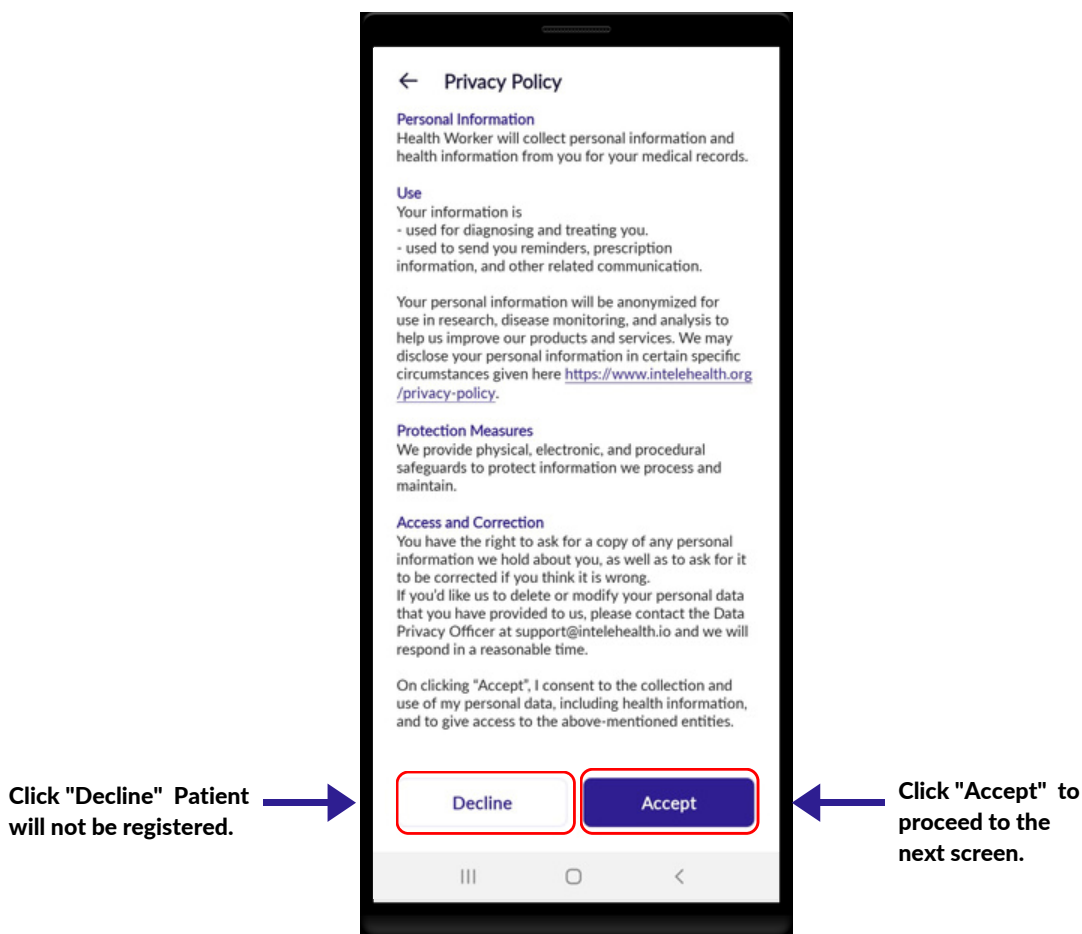 ← Privacy Policy
Personal Information
Health Worker will collect personal information and
health information from you for your medical records.
Use
Your information is
- used for diagnosing and treating you.
- used to send you reminders, prescription
information, and other related communication.
Your personal information will be anonymized for
use in research, disease monitoring, and analysis to
help us improve our products and services. We may
disclose your personal information in certain specific
circumstances given here https://www.intelehealth.org
/privacy-policy.
Protection Measures
We provide physical, electronic, and procedural
safeguards to protect information we process and
maintain.
Access and Correction
You have the right to ask for a copy of any personal
information we hold about you, as well as to ask for it
to be corrected if you think it is wrong.
If you'd like us to delete or modify your personal data
that you have provided to us, please contact the Data
Privacy Officer at support@intelehealth.io and we will
respond in a reasonable time.
On clicking "Accept", I consent to the collection and
use of my personal data, including health information,
and to give access to the above-mentioned entities.
Click "Decline" Patient
will not be registered.
Decline
Accept
Click "Accept" to
proceed to the
next screen.